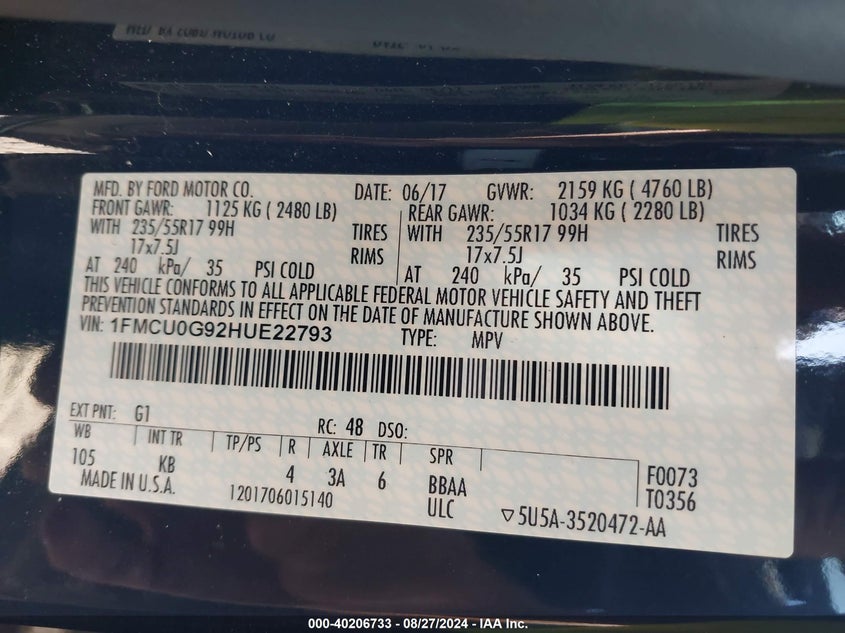 MFD. BY FORD MOTOR CO. DATE: 06/17 GVWR: 2159 KG ( 4760 LB)
FRONT GAWR: 1125 KG ( 2480 LB) REAR GAWR: 1034 KG ( 2280 LB)
WITH 235/55R17 99H TIRES WITH 235/55R17 99H TIRES
17x7.5J RIMS 17x7.5J RIMS
AT 240 kPa/ 35 PSI COLD AT 240 kPa/ 35 PSI COLD
THIS VEHICLE CONFORMS TO ALL APPLICABLE FEDERAL MOTOR VEHICLE SAFETY AND THEFT
PREVENTION STANDARDS IN EFFECT ON THE DATE OF MANUFACTURE SHOWN ABOVE.
VIN: 1FMCU0G92HUE22793 TYPE: MPV
EXT PNT: G1 RC: 48 DSO:
WB INT TR TP/PS R AXLE TR SPR
105 KB 4 3A 6 BBAA F0073
MADE IN U.S.A. 1201706015140 ULC T0356
▽5U5A-3520472-AA
000-40206733 - 08/27/2024 - IAA Inc.